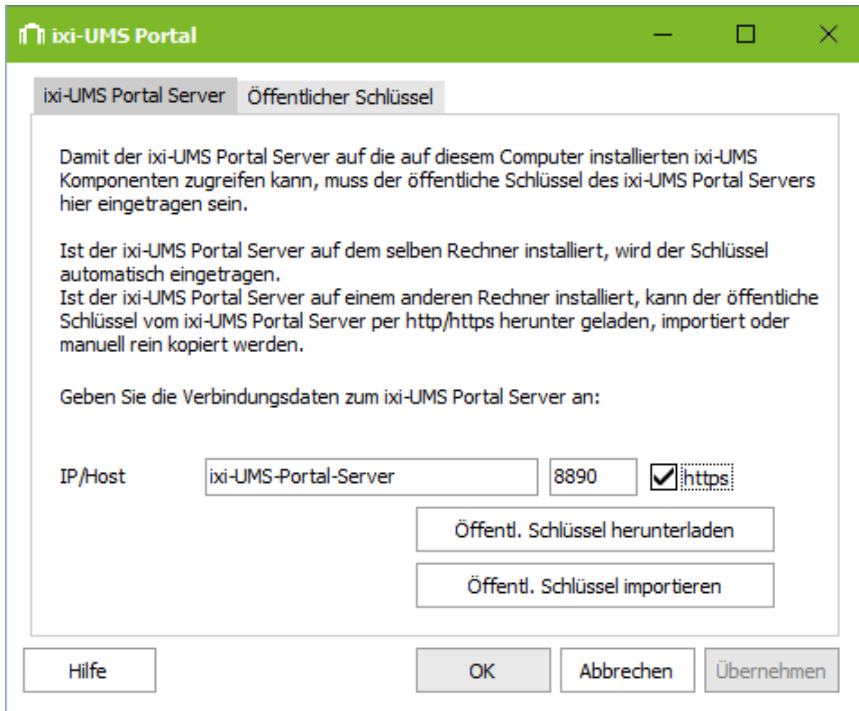 ixi-UMS Portal
ixi-UMS Portal Server Öffentlicher Schlüssel
Damit der ixi-UMS Portal Server auf die auf diesem Computer installierten ixi-UMS
Komponenten zugreifen kann, muss der öffentliche Schlüssel des ixi-UMS Portal Servers
hier eingetragen sein.
Ist der ixi-UMS Portal Server auf dem selben Rechner installiert, wird der Schlüssel
automatisch eingetragen.
Ist der ixi-UMS Portal Server auf einem anderen Rechner installiert, kann der öffentliche
Schlüssel vom ixi-UMS Portal Server per http/https herunter geladen, importiert oder
manuell rein kopiert werden.
Geben Sie die Verbindungsdaten zum ixi-UMS Portal Server an:
IP/Host ixi-UMS-Portal-Server 8890 https
Öffentl. Schlüssel herunterladen
Öffentl. Schlüssel importieren
Hilfe OK Abbrechen Übernehmen